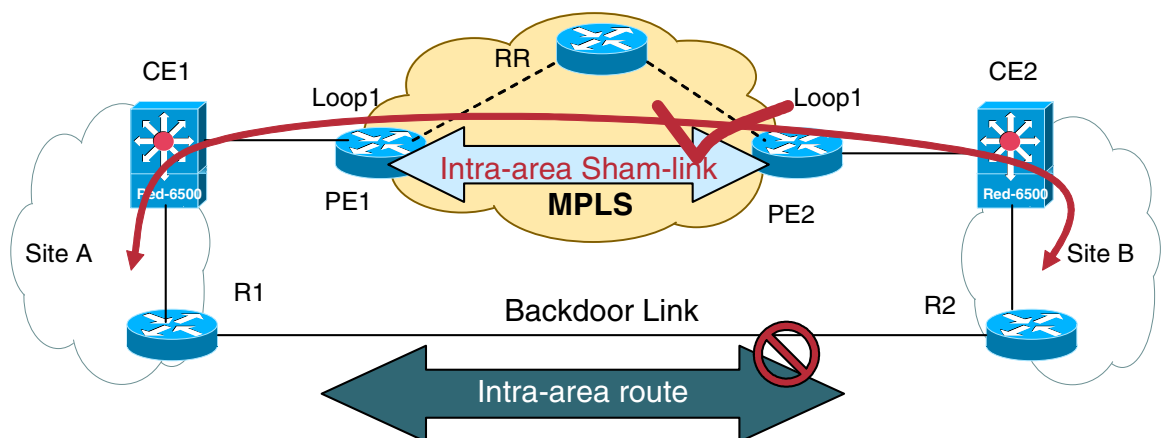 RR
CE1
CE2
Loop1
Loop1
Red-6500
Intra-area Sham-link
Red-6500
PE1
MPLS
PE2
Site A
Site B
R1
Backdoor Link
R2
Intra-area route